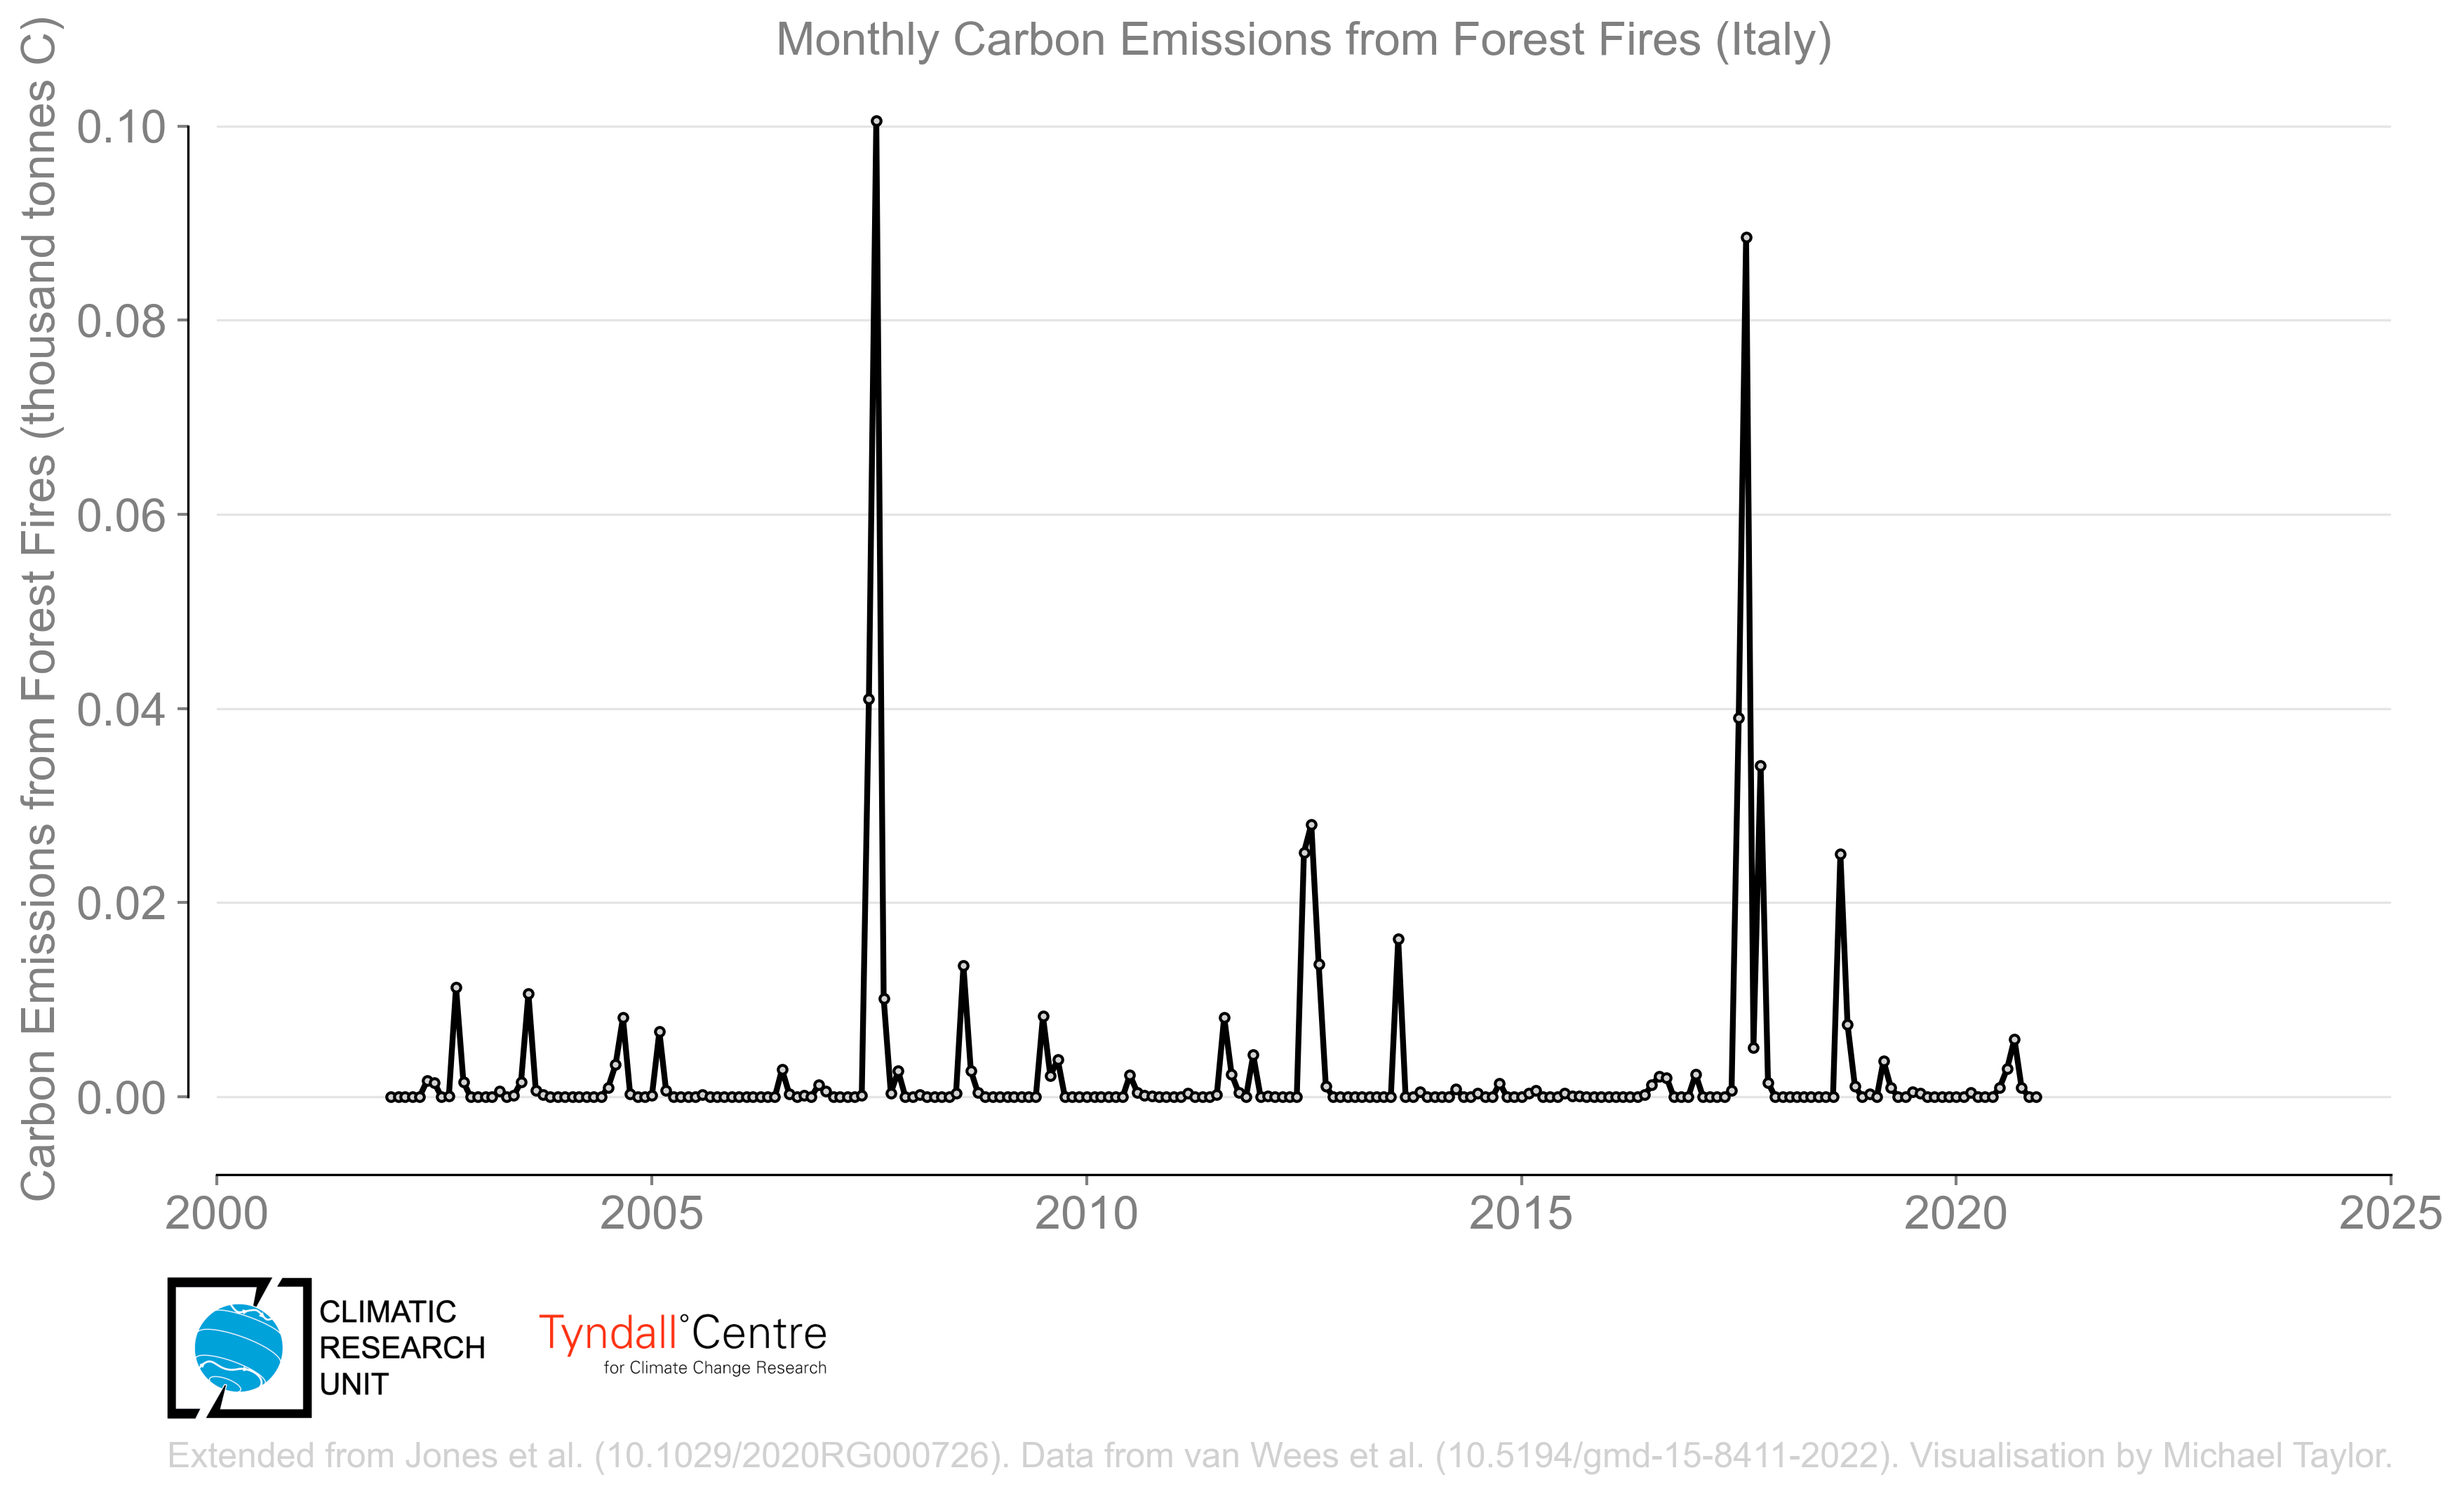 Monthly Carbon Emissions from Forest Fires (Italy)
Carbon Emissions from Forest Fires (thousand tonnes C)
0.10
0.08
0.06
0.04
0.02
0.00
2000
2005
2010
2015
2020
2025
CLIMATIC
RESEARCH
UNIT
Tyndall°Centre
for Climate Change Research
Extended from Jones et al. (10.1029/2020RG000726). Data from van Wees et al. (10.5194/gmd-15-8411-2022). Visualisation by Michael Taylor.